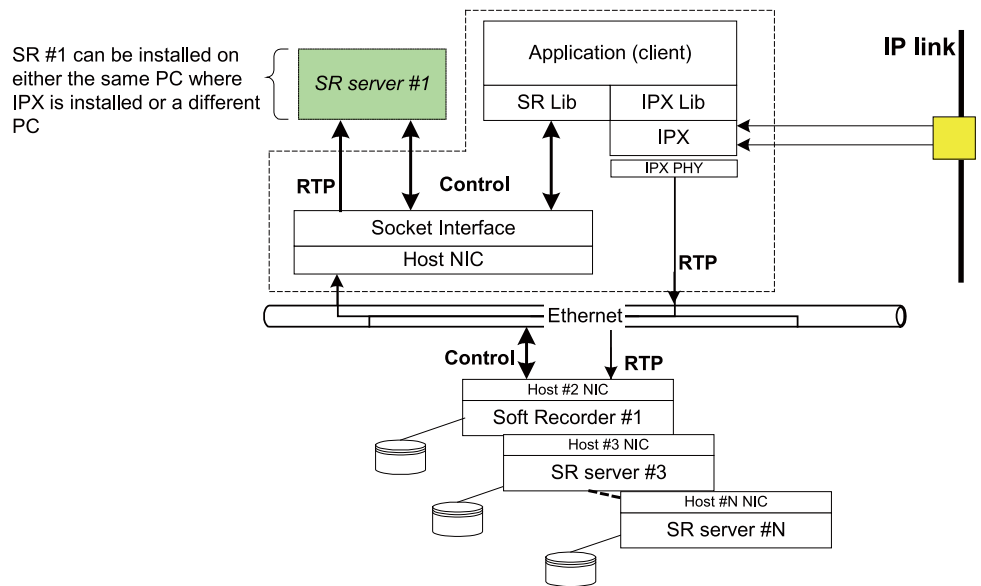 SR #1 can be installed on
either the same PC where
IPX is installed or a different
PC
SR server #1
Application (client)
SR Lib
IPX Lib
IPX
IPX PHY
IP link
RTP
Control
Socket Interface
Host NIC
RTP
Ethernet
Control
RTP
Host #2 NIC
Soft Recorder #1
Host #3 NIC
SR server #3
Host #N NIC
SR server #N